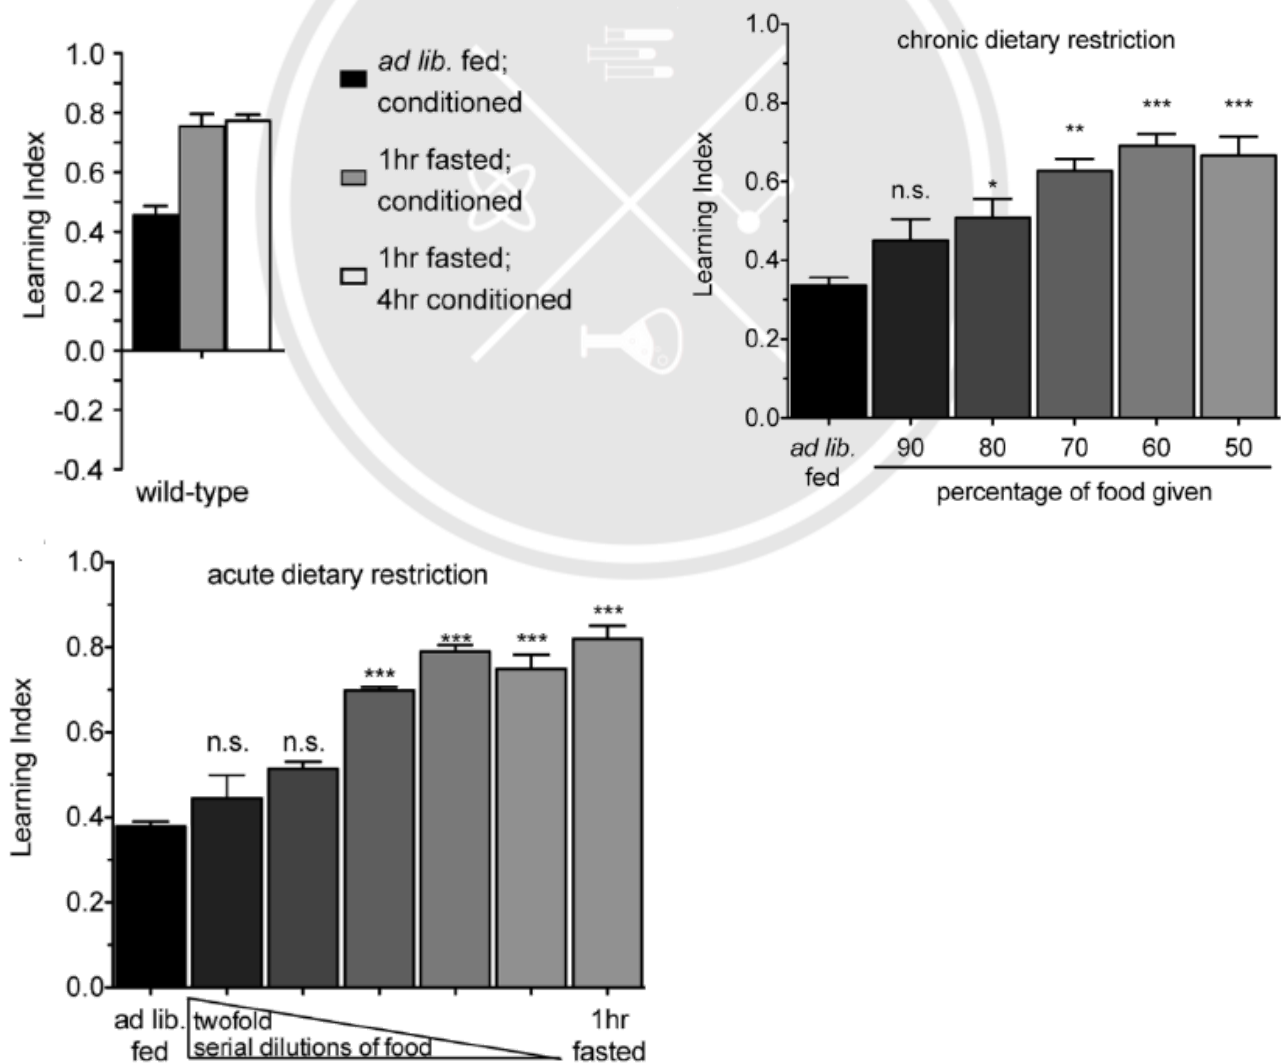 1.0
0.8
0.6
0.4
0.2
0.0
-0.2
-0.4
Learning Index
wild-type
ad lib. fed;
conditioned
1hr fasted;
conditioned
1hr fasted;
4hr conditioned
chronic dietary restriction
1.0
0.8
0.6
0.4
0.2
0.0
Learning Index
n.s.
*
**
***
***
ad lib.
fed
90 80 70 60 50
percentage of food given
acute dietary restriction
1.0
0.8
0.6
0.4
0.2
0.0
Learning Index
n.s.
n.s.
***
***
***
***
ad lib.
fed
twofold
serial dilutions of food
1hr
fasted